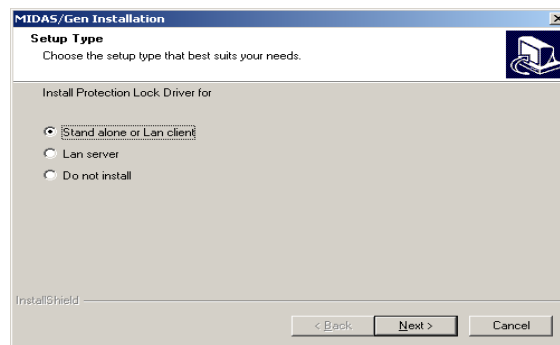 MIDAS/Gen Installation
Setup Type
Choose the setup type that best suits your needs.
Install Protection Lock Driver for
Stand alone or Lan client
Lan server
Do not install
InstallShield
< Back
Next >
Cancel